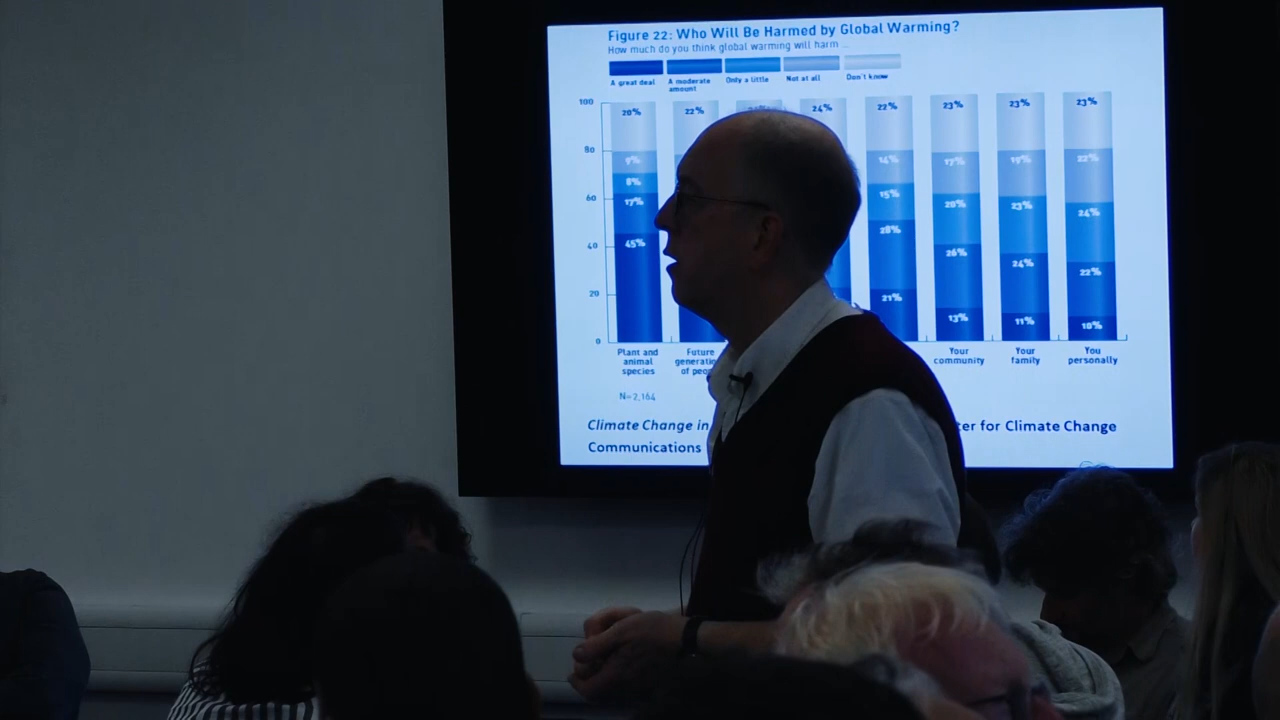 Figure 22: Who Will Be Harmed by Global Warming?
How much do you think global warming will harm ...
A great deal
A moderate
amount
Only a little
Not at all
Don't know
100
80
60
40
20
0
20%
9%
8%
17%
45%
22%
24%
22%
14%
15%
28%
21%
23%
17%
20%
26%
13%
23%
19%
23%
24%
11%
23%
22%
24%
22%
10%
Plant and
animal
species
Future
of
Your
community
Your
family
You
personally
N=2,164
Climate Change in for Climate Change
Communications